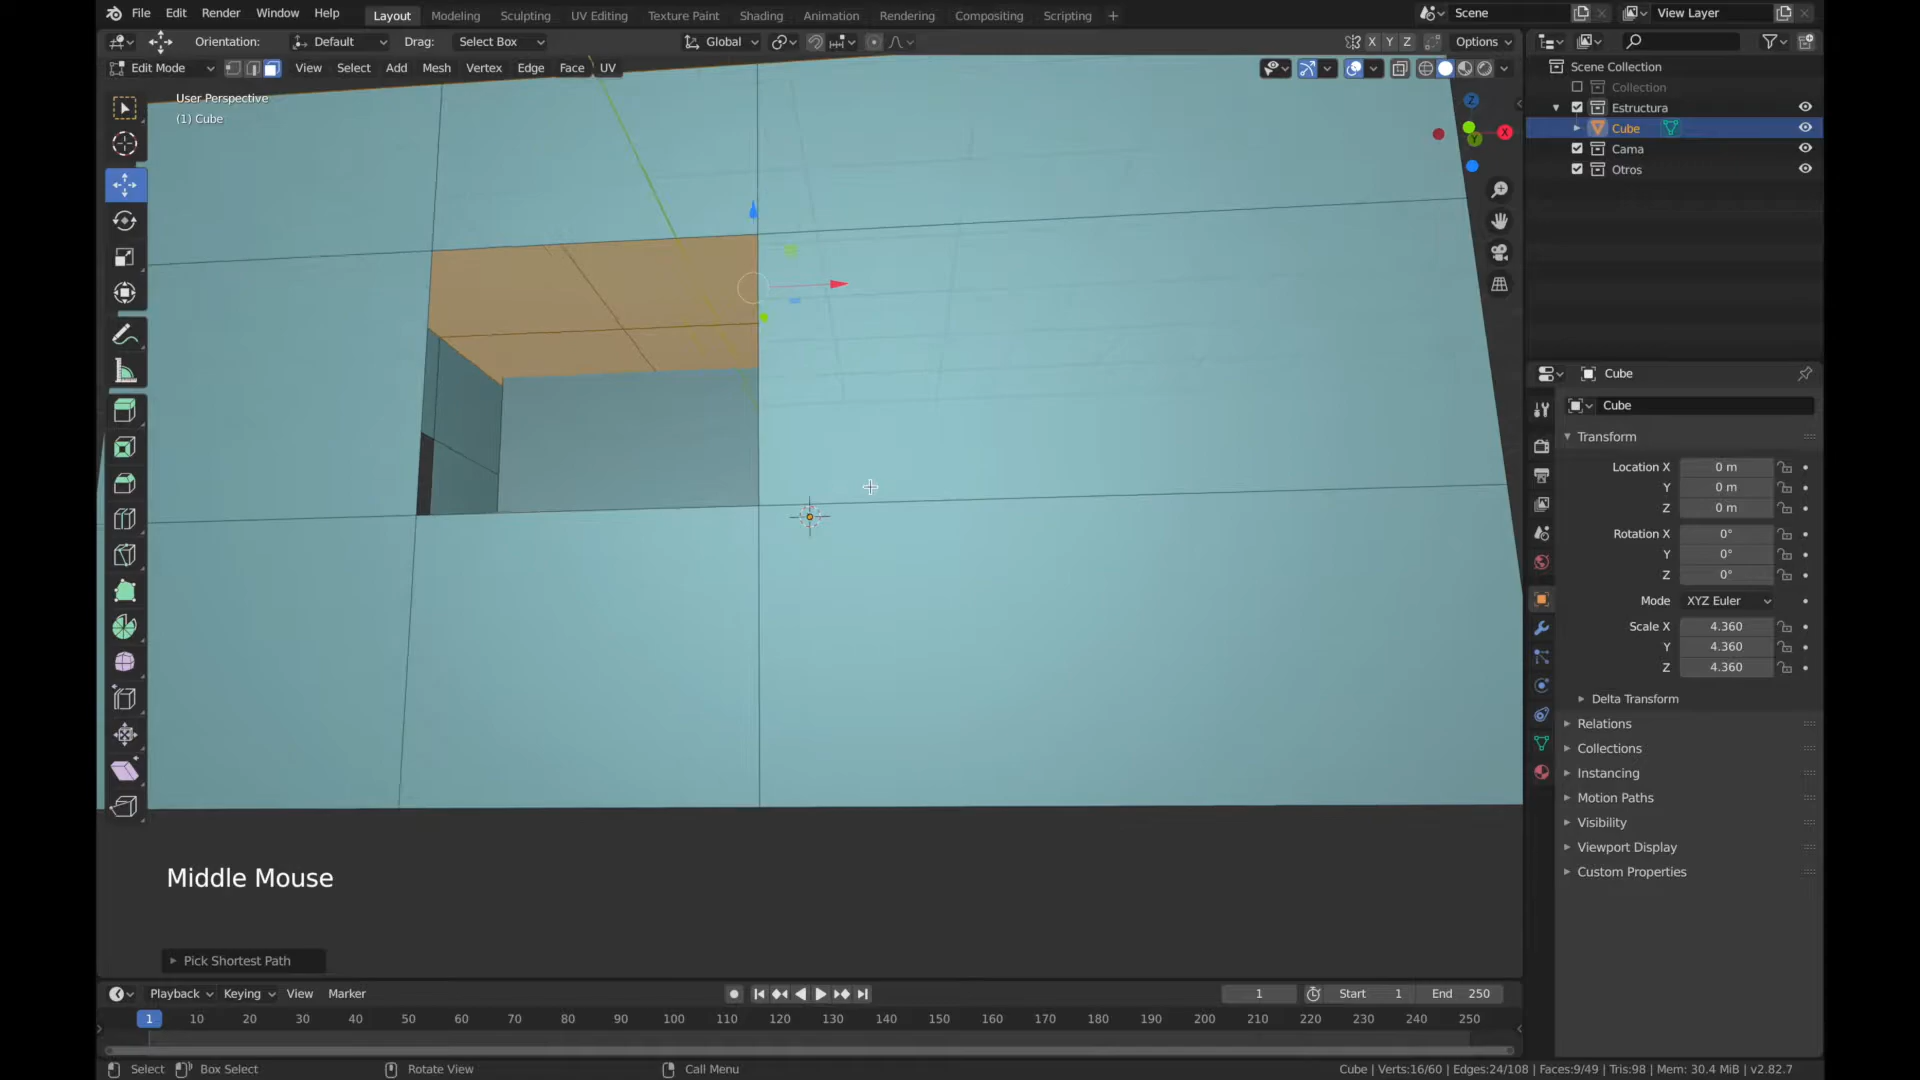 File Edit Render Window Help Layout Modeling Sculpting UV Editing Texture Paint Shading Animation Rendering Compositing Scripting + Scene View Layer
Orientation: Default Drag: Select Box Global X Y Z Options
Edit Mode View Select Add Mesh Vertex Edge Face UV
User Perspective
(1) Cube
Z
X
Y
Scene Collection
Collection
Estructura
Cube
Cama
Otros
Cube
Cube
Transform
Location X 0 m
Y 0 m
Z 0 m
Rotation X 0°
Y 0°
Z 0°
Mode XYZ Euler
Scale X 4.360
Y 4.360
Z 4.360
Delta Transform
Relations
Collections
Instancing
Motion Paths
Visibility
Viewport Display
Custom Properties
Middle Mouse
Pick Shortest Path
Playback Keying View Marker 1 Start 1 End 250
1 10 20 30 40 50 60 70 80 90 100 110 120 130 140 150 160 170 180 190 200 210 220 230 240 250
Select Box Select Rotate View Call Menu Cube | Verts:16/60 | Edges:24/108 | Faces:9/49 | Tris:98 | Mem: 30.4 MiB | v2.82.7